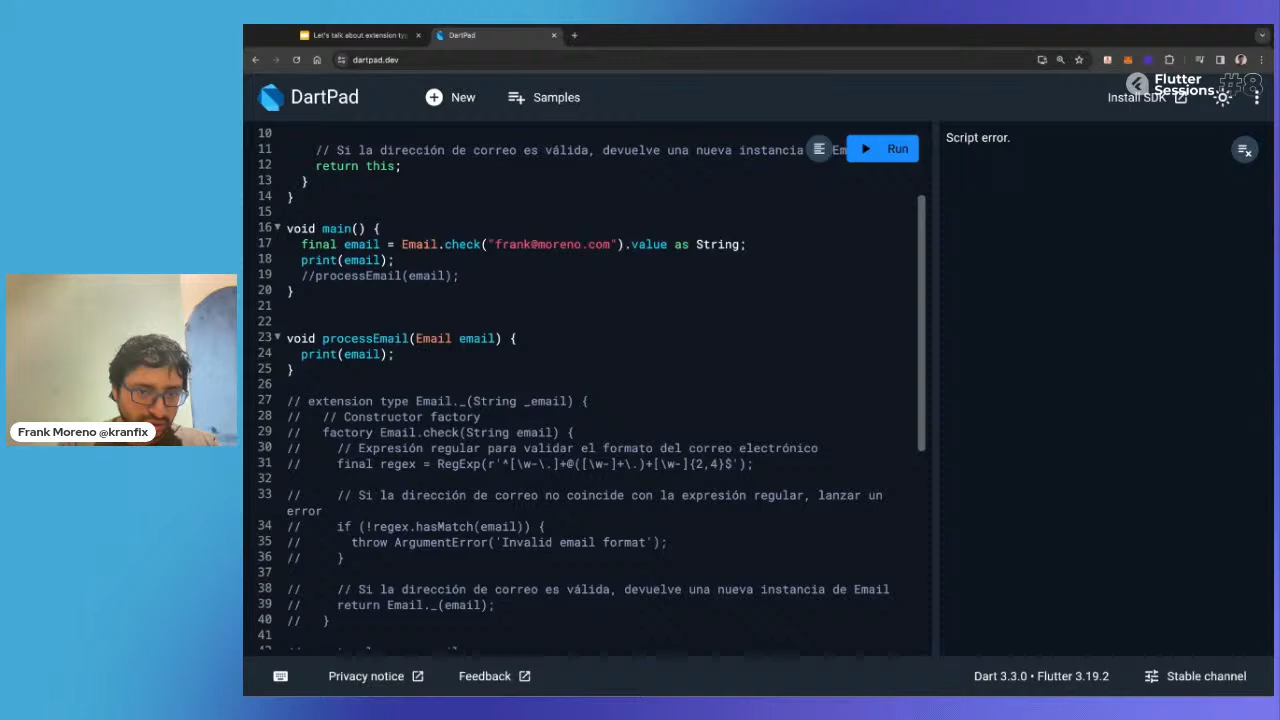 Let's talk about extension ty
DartPad
dartpad.dev
Flutter
Sessions
#8
DartPad
New
Samples
Install SDK
10
11 // Si la dirección de correo es válida, devuelve una nueva instancia
Run
12 return this;
13 }
14 }
15
16 void main() {
17 final email = Email.check("frank@moreno.com").value as String;
18 print(email);
19 //processEmail(email);
20 }
21
22
23 void processEmail(Email email) {
24 print(email);
25 }
26
27 // extension type Email._(String _email) {
28 // // Constructor factory
29 // factory Email.check(String email) {
30 // // Expresión regular para validar el formato del correo electrónico
31 // final regex = RegExp(r'^[\w-\.]+@([\w-]+\.)+[\w-]{2,4}$');
32
33 // // Si la dirección de correo no coincide con la expresión regular, lanzar un
error
34 // if (!regex.hasMatch(email)) {
35 // throw ArgumentError('Invalid email format');
36 // }
37
38 // // Si la dirección de correo es válida, devuelve una nueva instancia de Email
39 // return Email._(email);
40 // }
41
Script error.
Frank Moreno @kranfix
Privacy notice
Feedback
Dart 3.3.0 • Flutter 3.19.2
Stable channel